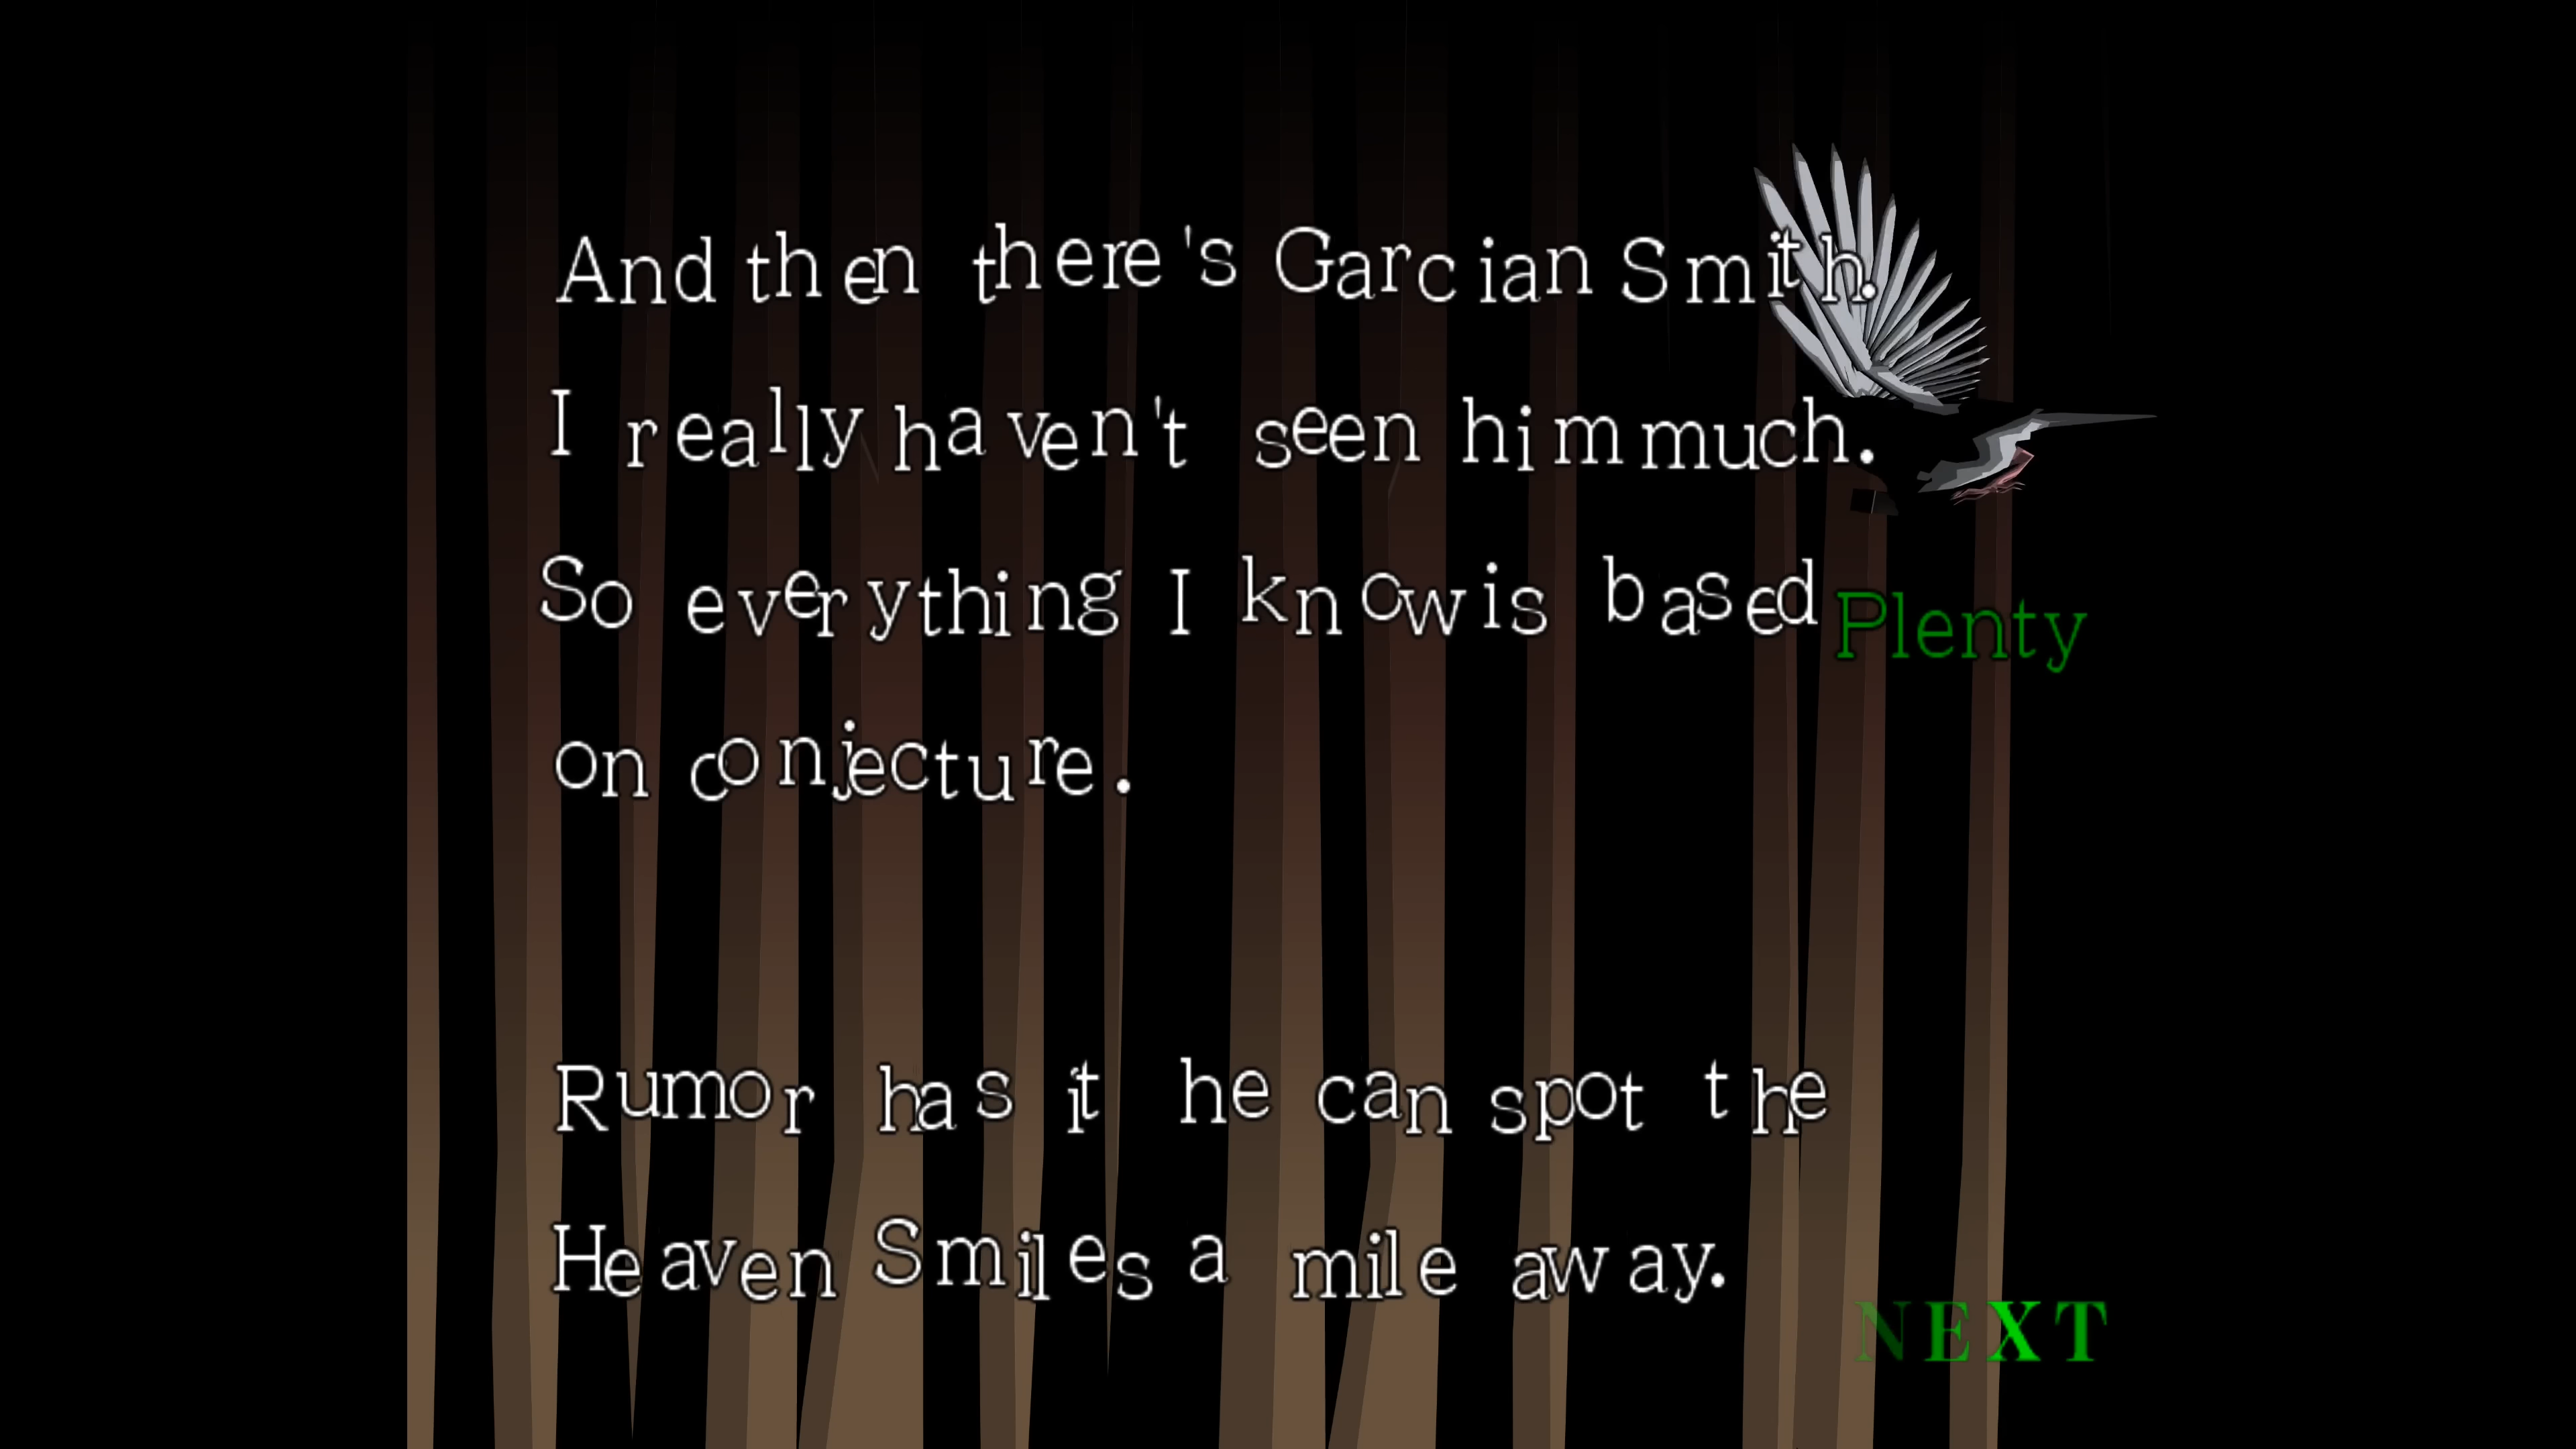 And then there's Garcian Smith.
I really haven't seen him much.
So everything I know is based
Plenty
on conjecture.
Rumor has it he can spot the
Heaven Smiles a mile away.
NEXT